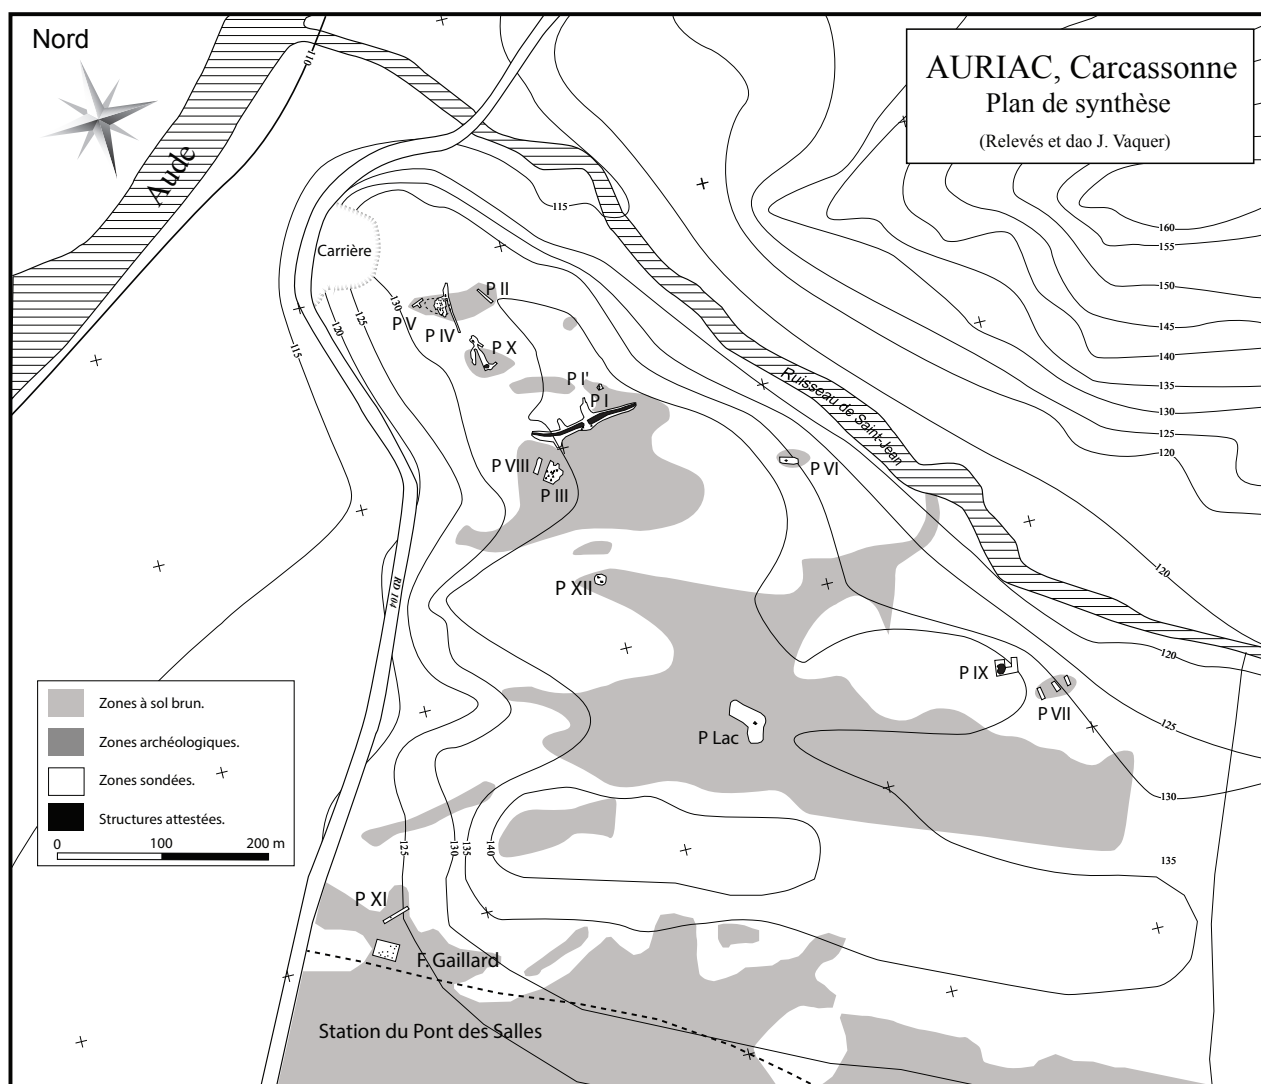 Nord
AURIAC, Carcassonne
Plan de synthèse
(Relevés et dao J. Vaquer)
110
Aude
115
Carrière
160
155
150
145
140
135
130
125
120
130
125
120
115
P II
P V
P IV
P X
P I'
P I
Ruisseau de Saint-Jean
P VIII
P III
P VI
RD 104
P XII
120
120
P IX
P VII
125
P Lac
130
Zones à sol brun.
Zones archéologiques.
Zones sondées.
Structures attestées.
0 100 200 m
125
130
135
140
135
P XI
F. Gaillard
Station du Pont des Salles